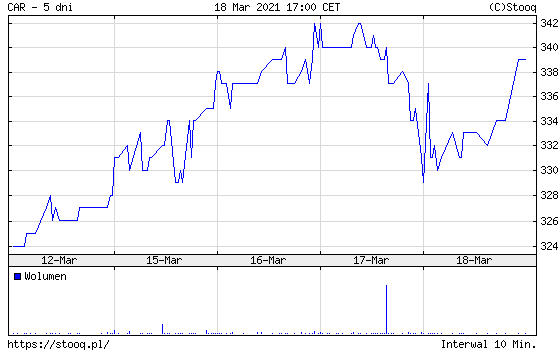 CAR - 5 dni 18 Mar 2021 17:00 CET (C)Stooq
342
340
338
336
334
332
330
328
326
324
12-Mar 15-Mar 16-Mar 17-Mar 18-Mar
Wolumen
https://stooq.pl/ Interwal 10 Min.